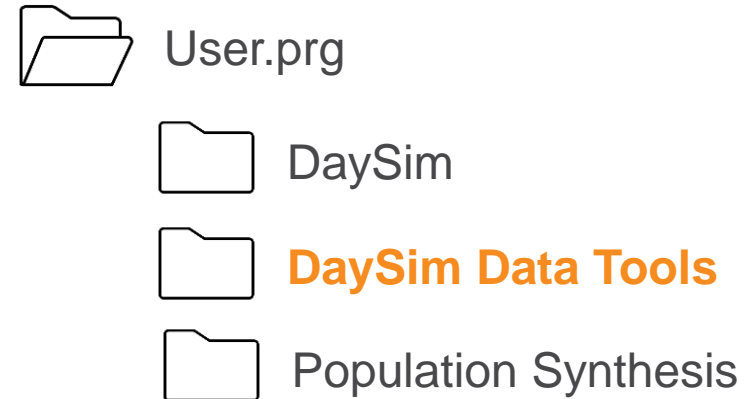 User.prg
DaySim
DaySim Data Tools
Population Synthesis